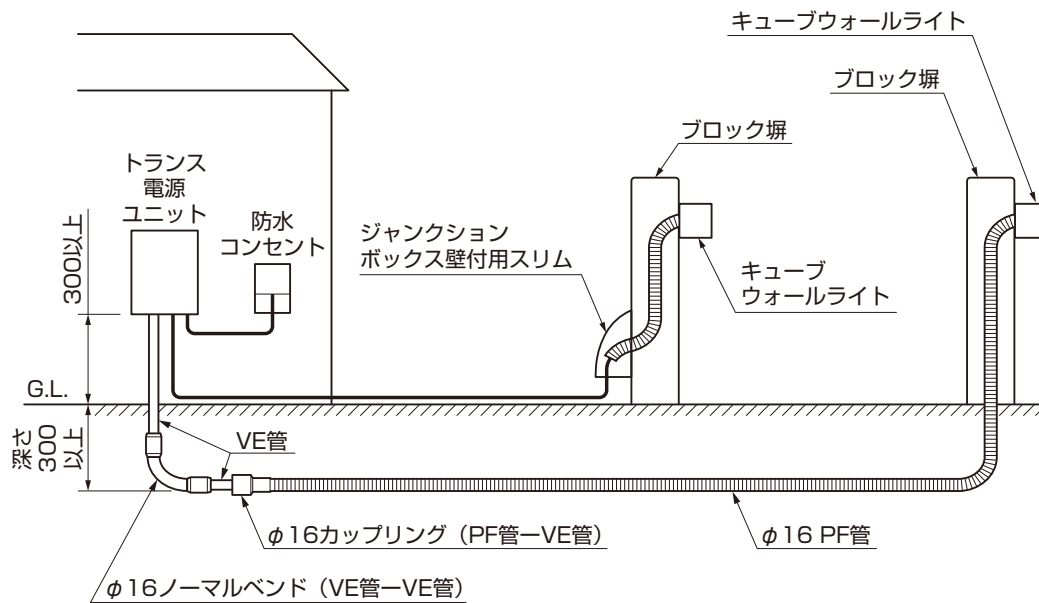 キューブウォールライト
ブロック塀
ブロック塀
トランス
電源
ユニット
防水
コンセント
ジャンクション
ボックス壁付用スリム
キューブ
ウォールライト
300以上
G.L.
深さ
300
以上
VE管
φ16カップリング（PF管ーVE管）
φ16 PF管
φ16ノーマルベンド（VE管ーVE管）